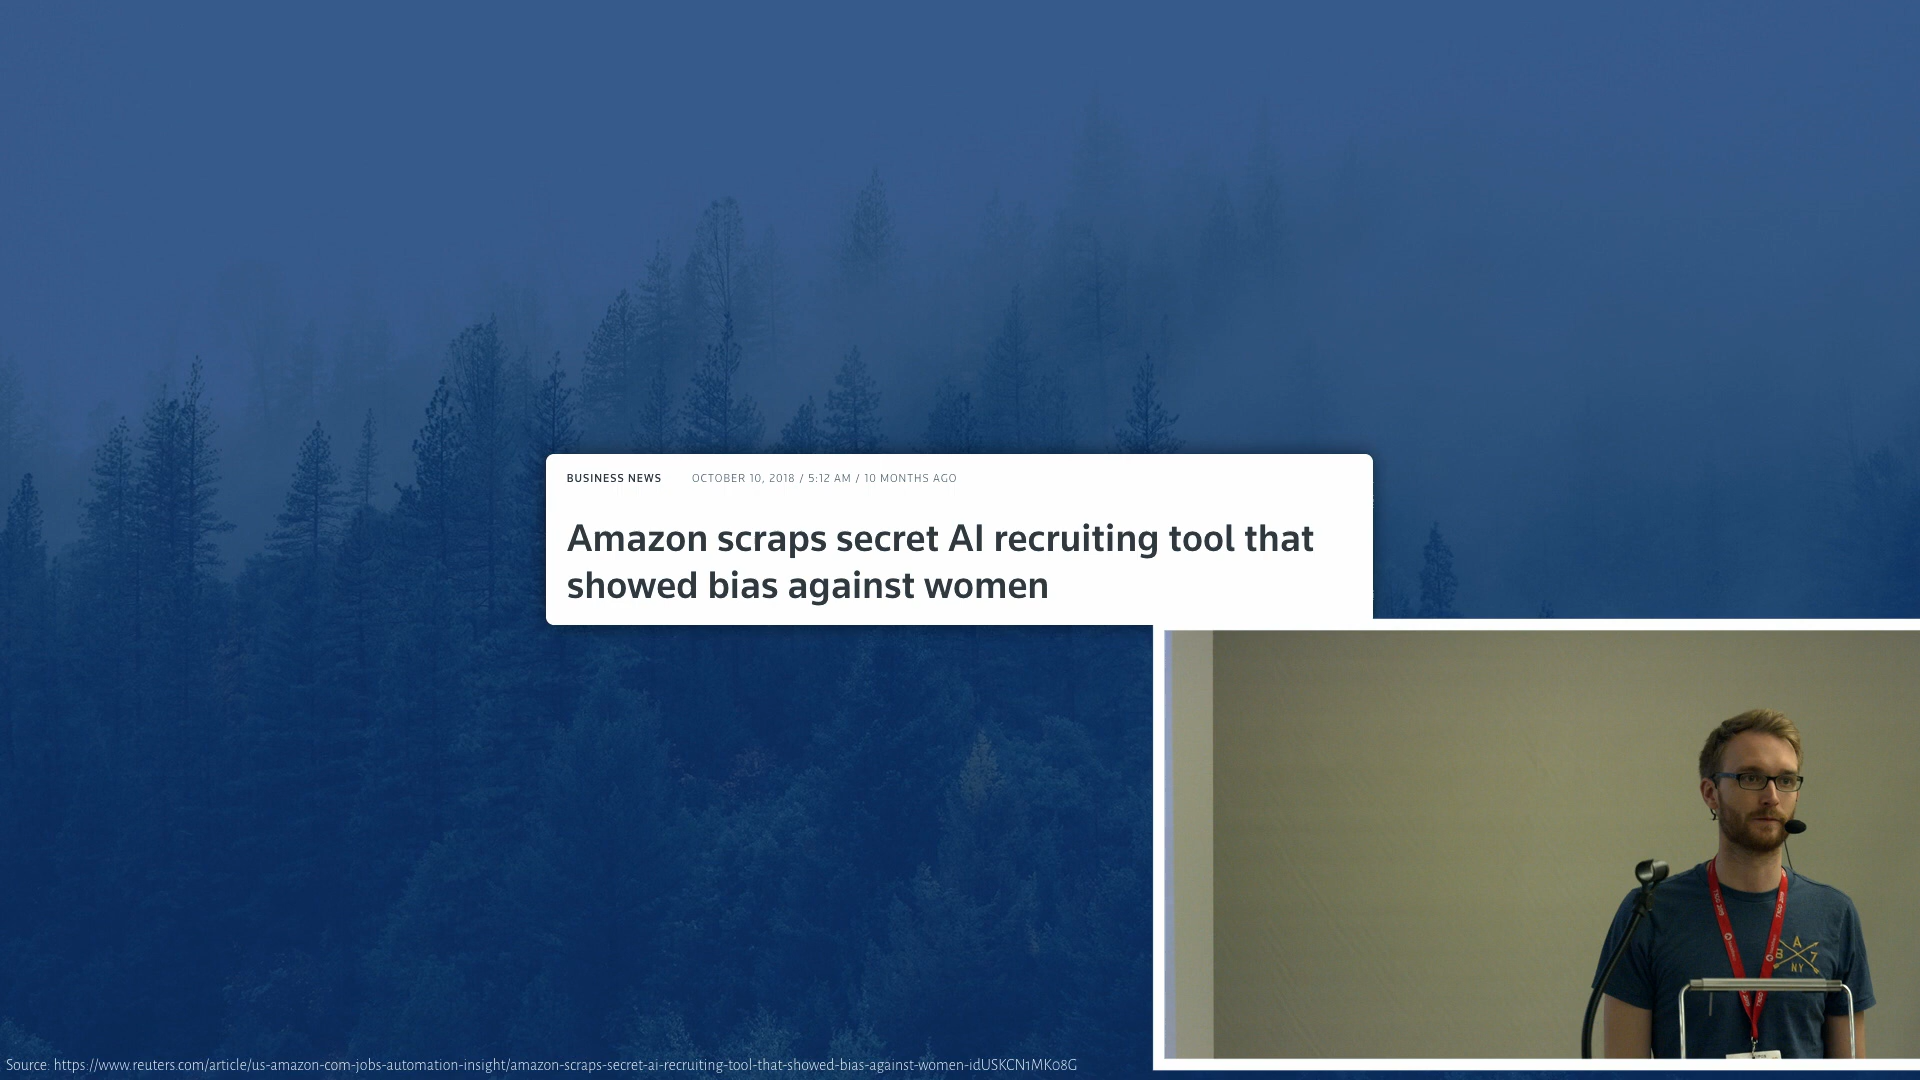 BUSINESS NEWS OCTOBER 10, 2018 / 5:12 AM / 10 MONTHS AGO
Amazon scraps secret AI recruiting tool that
showed bias against women
A
B 7
NY
Source: https://www.reuters.com/article/us-amazon-com-jobs-automation-insight/amazon-scraps-secret-ai-recruiting-tool-that-showed-bias-against-women-idUSKCN1MK08G